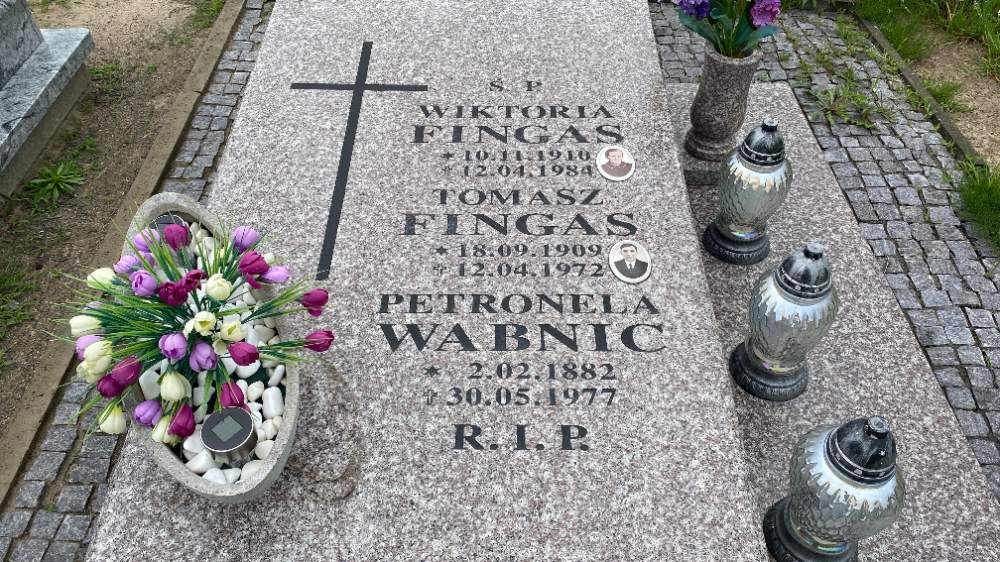 Ś. P.
WIKTORIA
FINGAS
* 10.11.1910
✝ 12.04.1984
TOMASZ
FINGAS
* 18.09.1909
✝ 12.04.1972
PETRONELA
WABNIC
* 2.02.1882
✝ 30.05.1977
R.I.P.